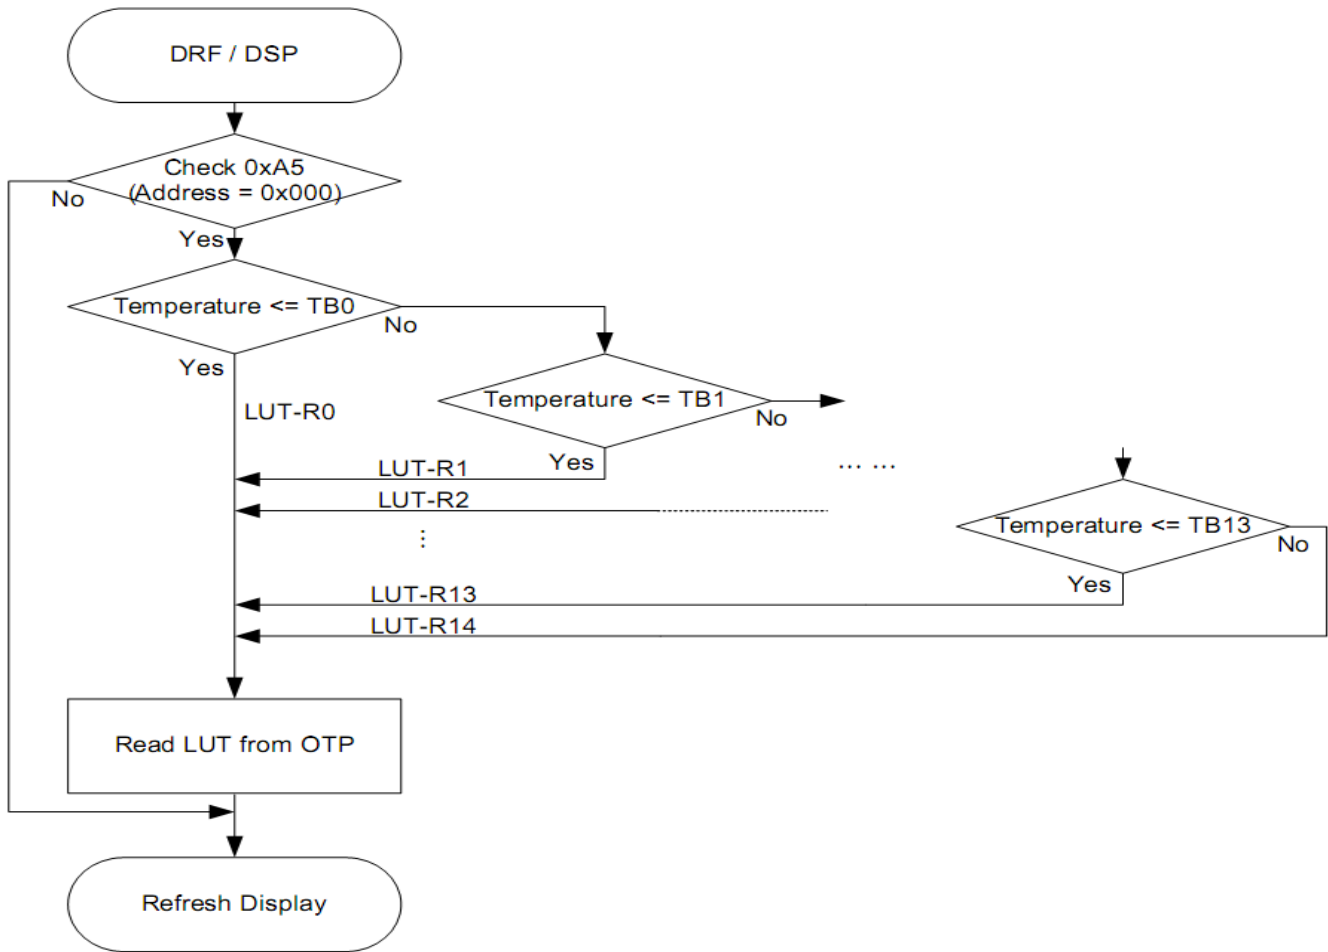 DRF / DSP
Check 0xA5
(Address = 0x000)
No
Yes
Temperature <= TB0
No
Yes
LUT-R0
Temperature <= TB1
No
Yes
LUT-R1
... ...
LUT-R2
Temperature <= TB13
No
Yes
...
LUT-R13
LUT-R14
Read LUT from OTP
Refresh Display